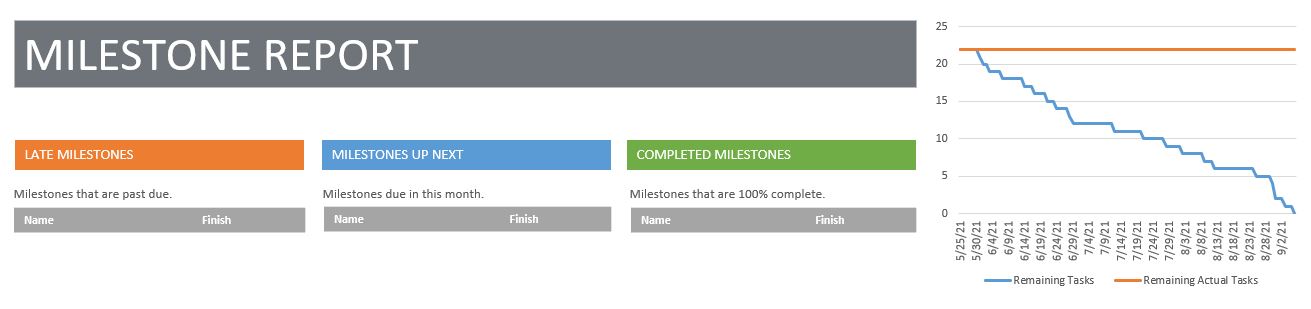 MILESTONE REPORT
LATE MILESTONES
Milestones that are past due.
Name Finish
MILESTONES UP NEXT
Milestones due in this month.
Name Finish
COMPLETED MILESTONES
Milestones that are 100% complete.
Name Finish
25
20
15
10
5
0
5/25/21
5/30/21
6/4/21
6/9/21
6/14/21
6/19/21
6/24/21
6/29/21
7/4/21
7/9/21
7/14/21
7/19/21
7/24/21
7/29/21
8/3/21
8/8/21
8/13/21
8/18/21
8/23/21
8/28/21
9/2/21
Remaining Tasks
Remaining Actual Tasks